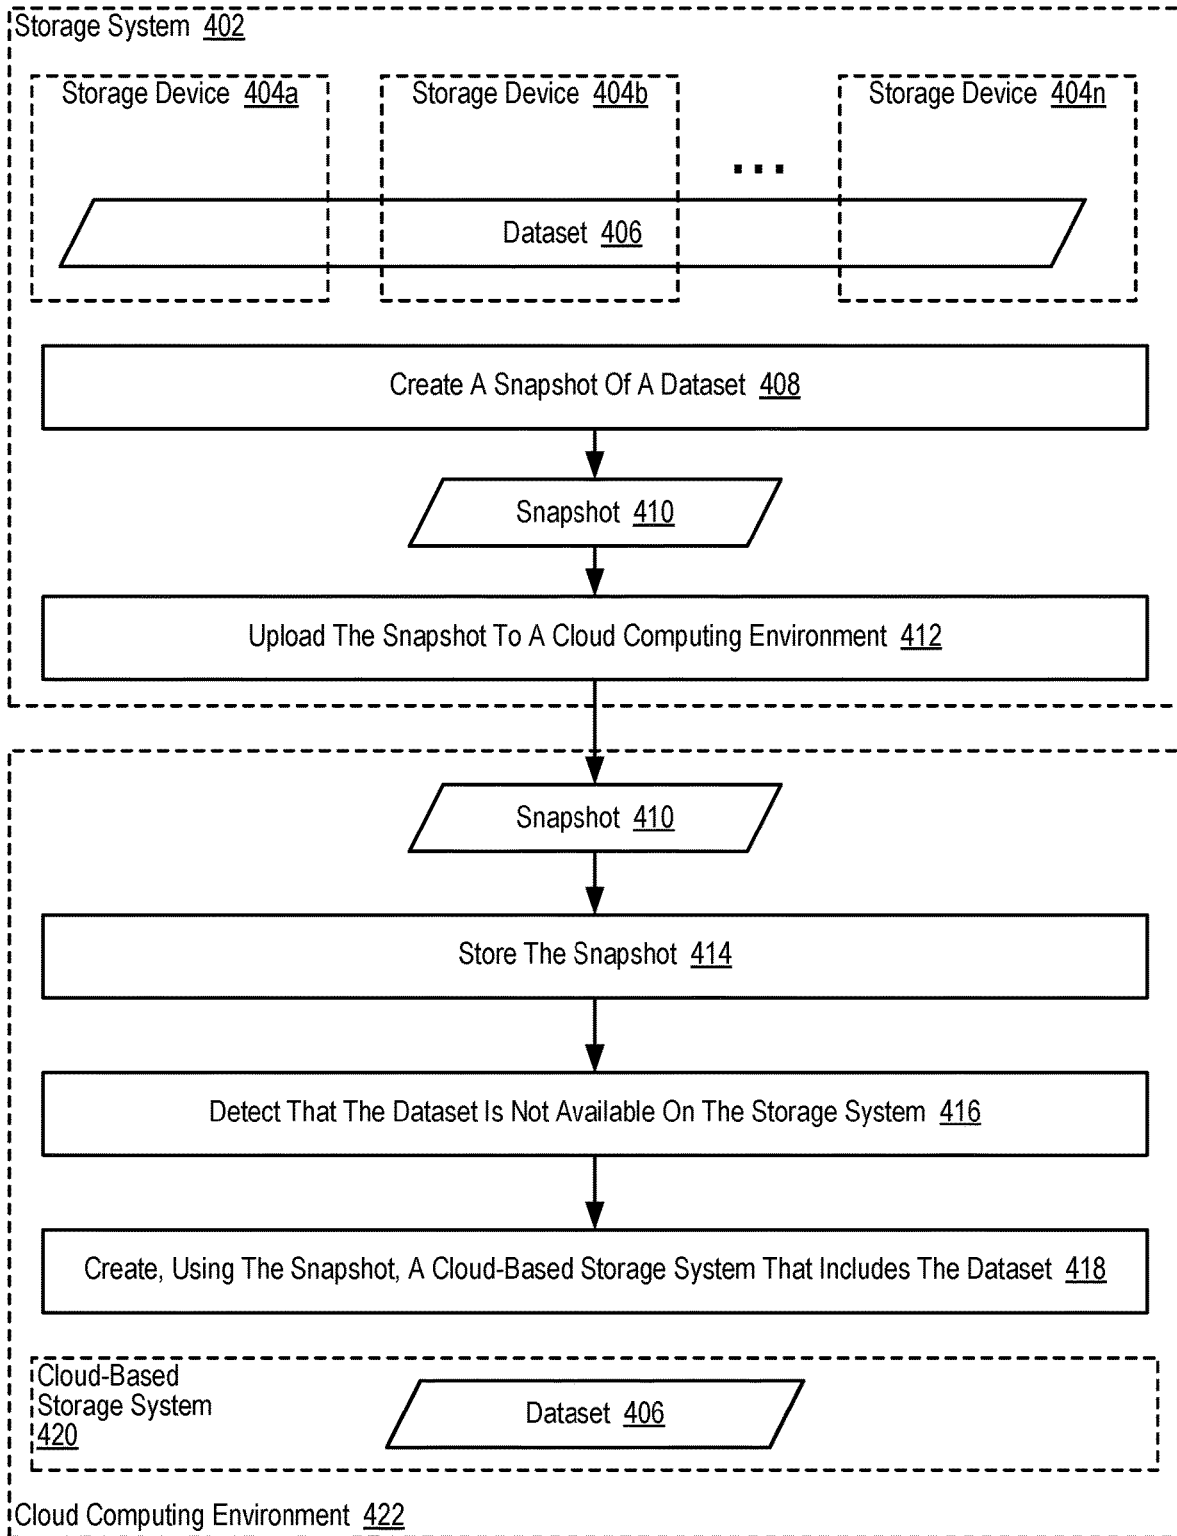 Storage System 402
Storage Device 404a
Storage Device 404b
Storage Device 404n
...
Dataset 406
Create A Snapshot Of A Dataset 408
Snapshot 410
Upload The Snapshot To A Cloud Computing Environment 412
Snapshot 410
Store The Snapshot 414
Detect That The Dataset Is Not Available On The Storage System 416
Create, Using The Snapshot, A Cloud-Based Storage System That Includes The Dataset 418
Cloud-Based
Storage System
420
Dataset 406
Cloud Computing Environment 422